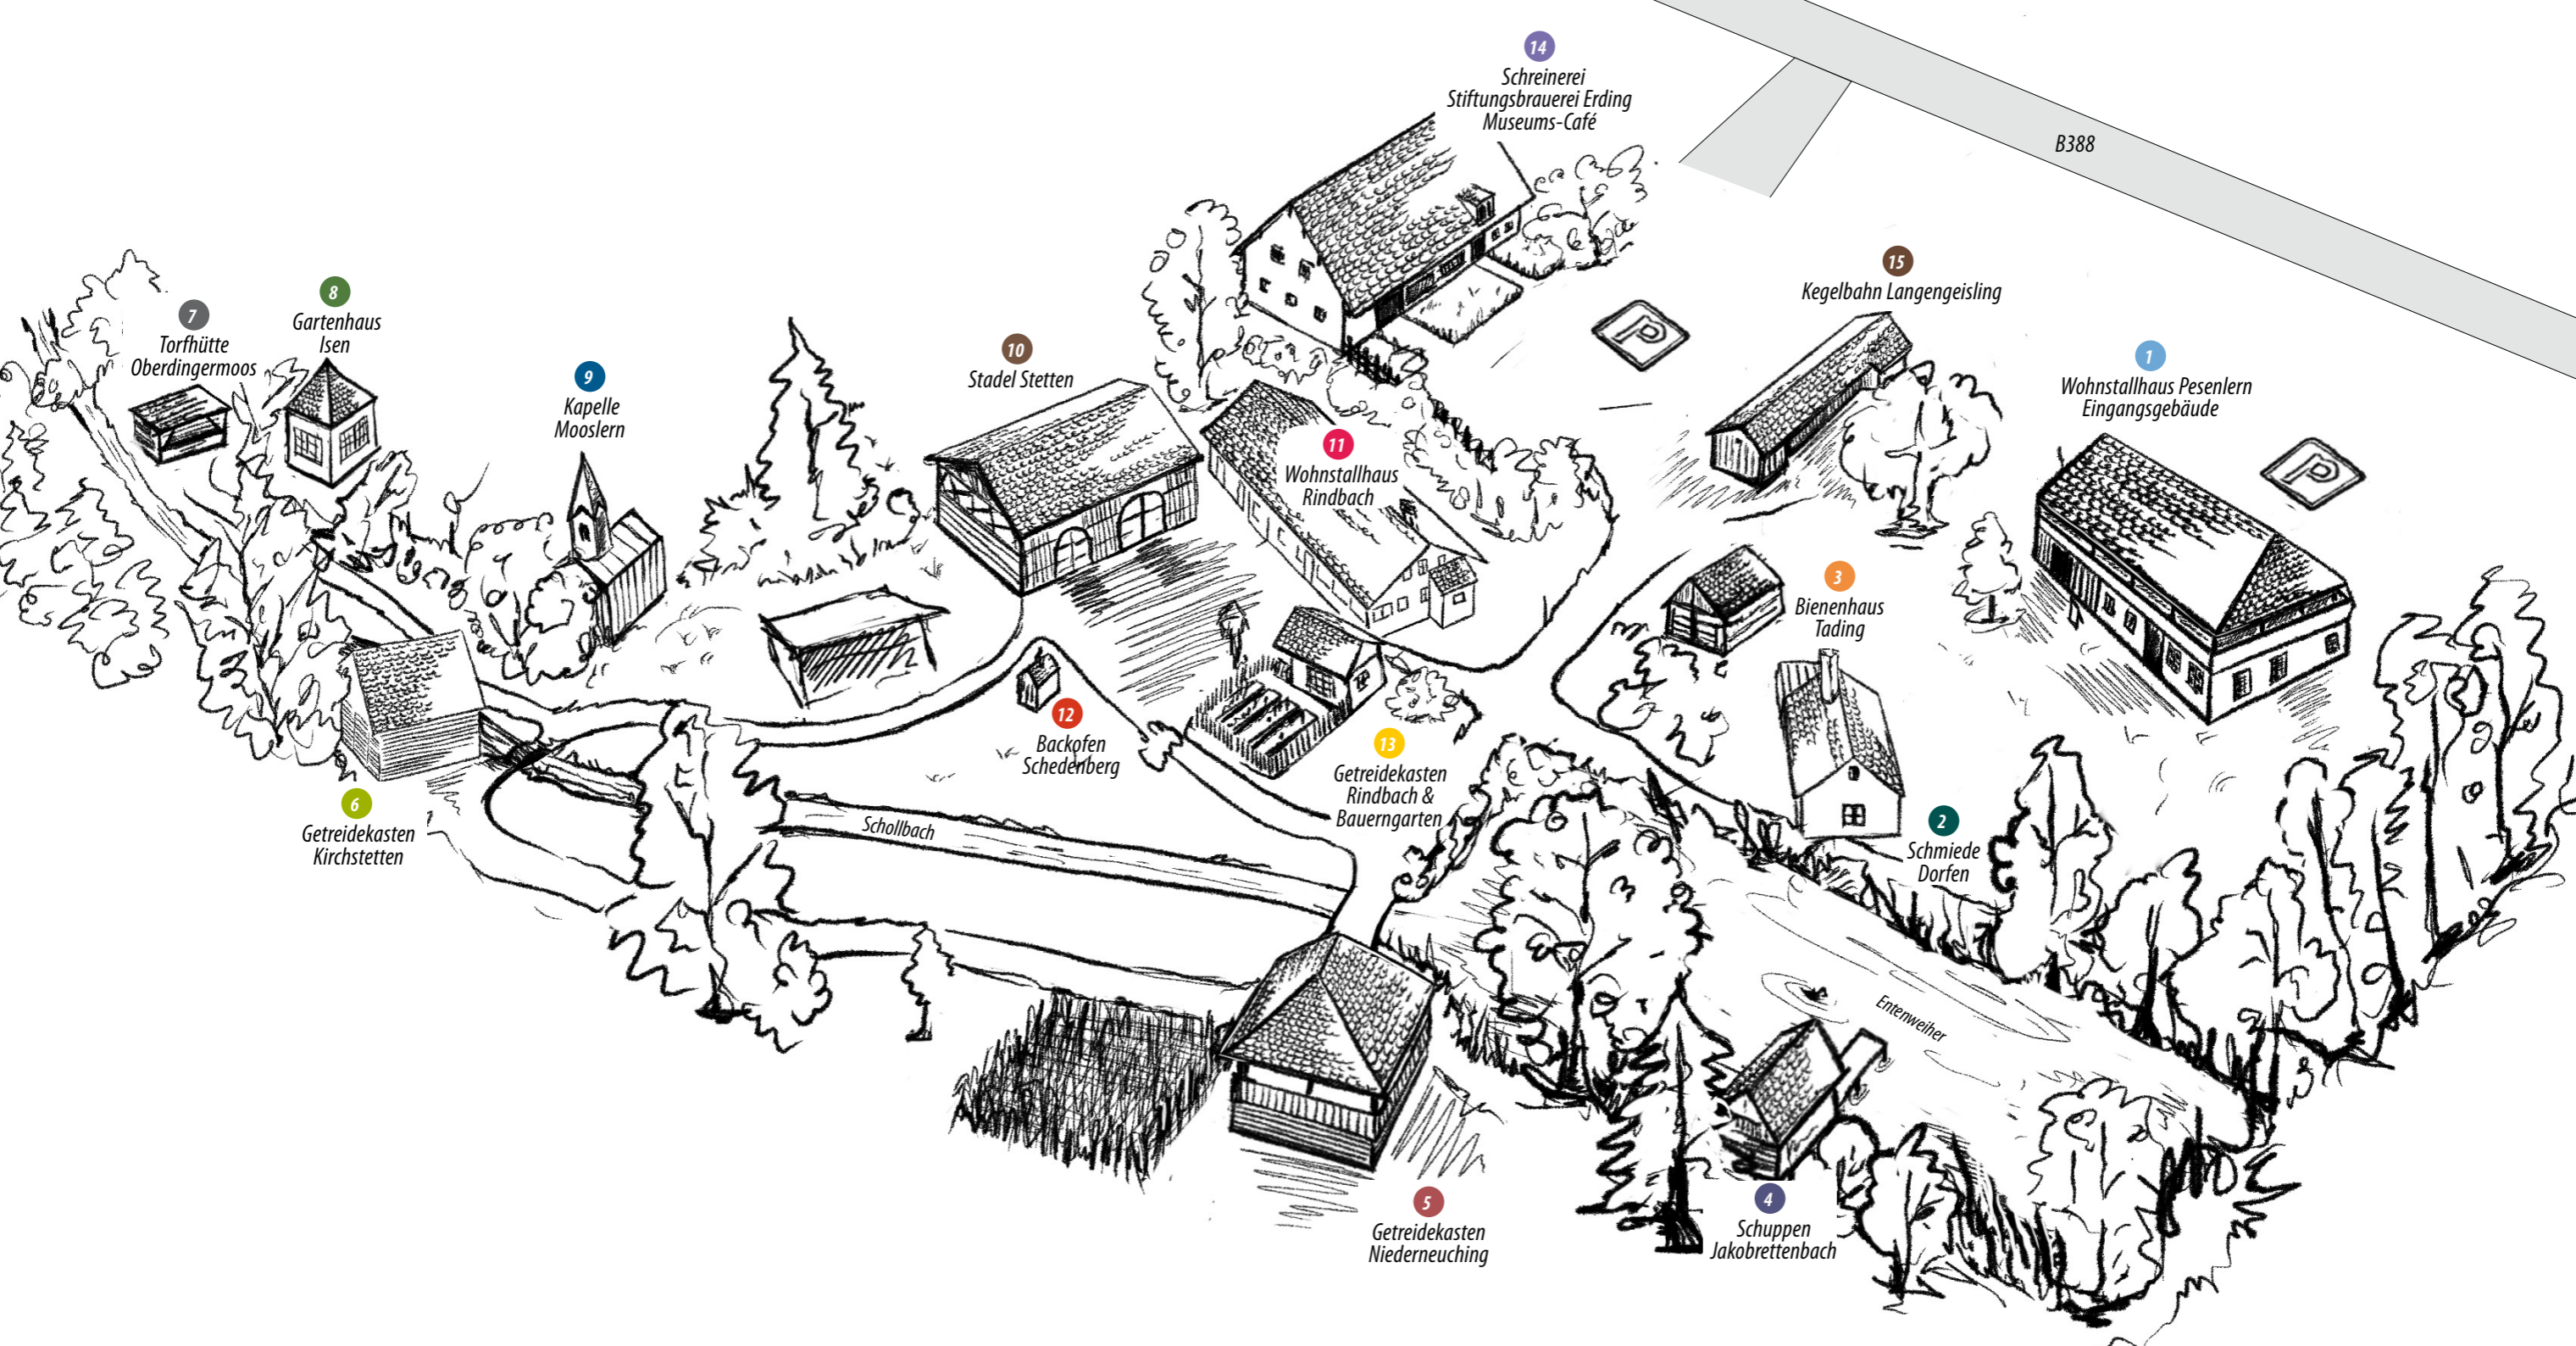 14
Schreinerei
Stiftungsbrauerei Erding
Museums-Café
B388
15
Kegelbahn Langengeisling
P
8
Gartenhaus
Isen
7
Torfhütte
Oberdingermoos
9
Kapelle
Mooslern
10
Stadel Stetten
11
Wohnstallhaus
Rindbach
1
Wohnstallhaus Pesenlern
Eingangsgebäude
P
3
Bienenhaus
Tading
12
Backofen
Schedenberg
13
Getreidekasten
Rindbach &
Bauerngarten
6
Getreidekasten
Kirchstetten
Schollbach
2
Schmiede
Dorfen
Entenweiher
5
Getreidekasten
Niederneuching
4
Schuppen
Jakobrettenbach